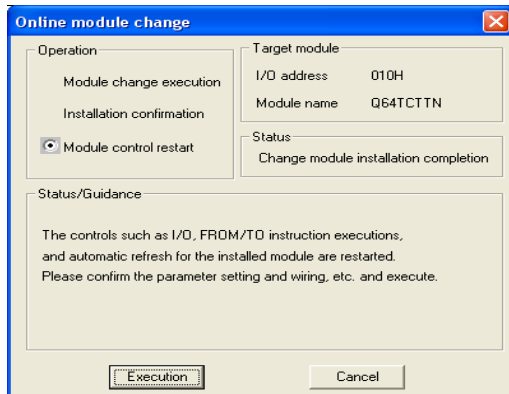 Online module change
Operation
Module change execution
Installation confirmation
Module control restart
Target module
I/O address 010H
Module name Q64TCTTN
Status
Change module installation completion
Status/Guidance
The controls such as I/O, FROM/TO instruction executions,
and automatic refresh for the installed module are restarted.
Please confirm the parameter setting and wiring, etc. and execute.
Execution
Cancel